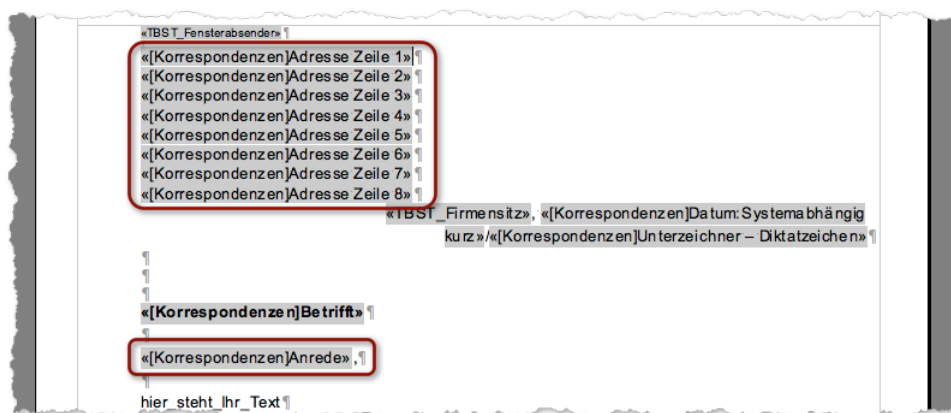 «TBST_Fensterabsender» ¶
«[Korrespondenzen]Adresse Zeile 1»¶
«[Korrespondenzen]Adresse Zeile 2»¶
«[Korrespondenzen]Adresse Zeile 3»¶
«[Korrespondenzen]Adresse Zeile 4»¶
«[Korrespondenzen]Adresse Zeile 5»¶
«[Korrespondenzen]Adresse Zeile 6»¶
«[Korrespondenzen]Adresse Zeile 7»¶
«[Korrespondenzen]Adresse Zeile 8»¶
«TBST_Firmensitz», «[Korrespondenzen]Datum:Systemabhängig
kurz»/«[Korrespondenzen]Unterzeichner – Diktatzeichen»¶
¶
¶
¶
«[Korrespondenzen]Betrifft»¶
¶
«[Korrespondenzen]Anrede»,¶
¶
hier_steht_Ihr_Text¶